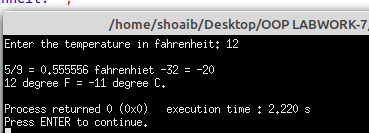 /home/shoaib/Desktop/OOP LABWORK-7/
Enter the temperature in fahrenheit: 12
5/9 = 0.555556 fahrenhiet -32 = -20
12 degree F = -11 degree C.
Process returned 0 (0x0)   execution time : 2.220 s
Press ENTER to continue.